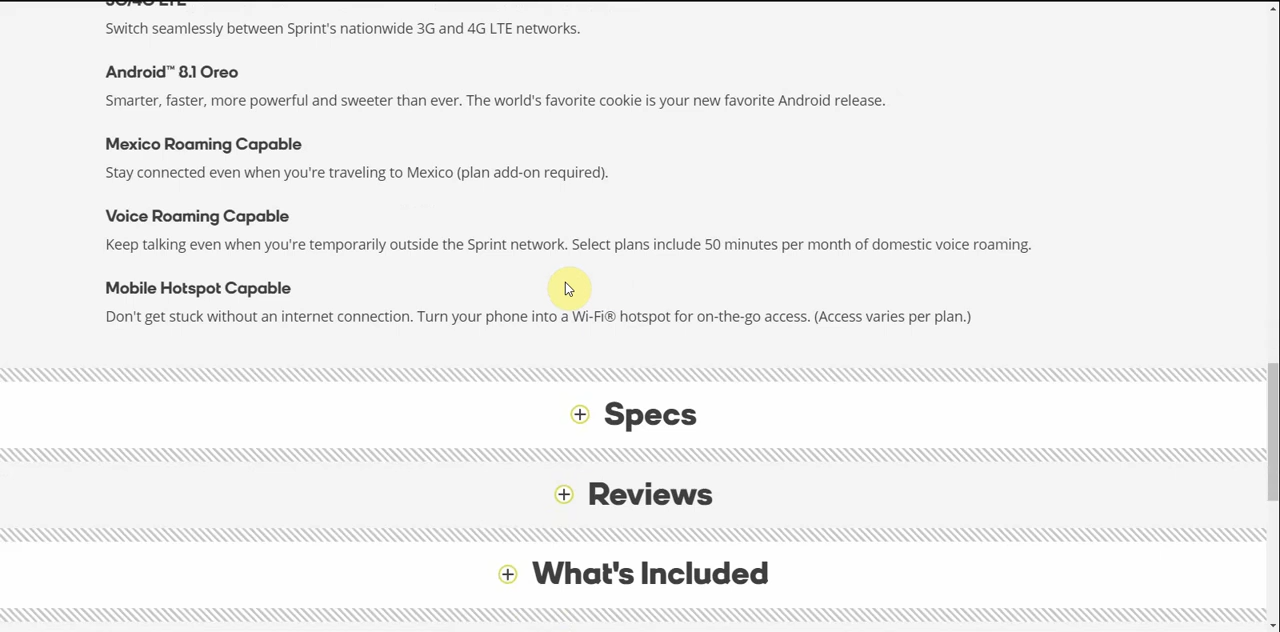 3G/4G LTE
Switch seamlessly between Sprint's nationwide 3G and 4G LTE networks.
Android™ 8.1 Oreo
Smarter, faster, more powerful and sweeter than ever. The world's favorite cookie is your new favorite Android release.
Mexico Roaming Capable
Stay connected even when you're traveling to Mexico (plan add-on required).
Voice Roaming Capable
Keep talking even when you're temporarily outside the Sprint network. Select plans include 50 minutes per month of domestic voice roaming.
Mobile Hotspot Capable
Don't get stuck without an internet connection. Turn your phone into a Wi-Fi® hotspot for on-the-go access. (Access varies per plan.)
Specs
Reviews
What's Included